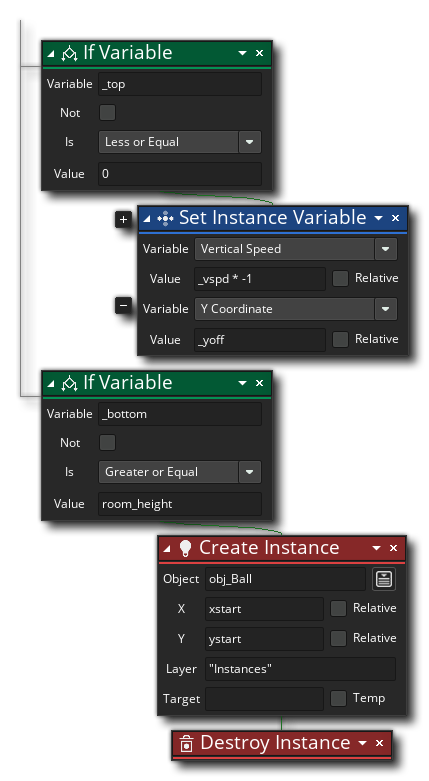 If Variable
Variable _top
Not
Is Less or Equal
Value 0
Set Instance Variable
Variable Vertical Speed
Value _vspd * -1 Relative
Variable Y Coordinate
Value _yoff Relative
If Variable
Variable _bottom
Not
Is Greater or Equal
Value room_height
Create Instance
Object obj_Ball
X xstart Relative
Y ystart Relative
Layer "Instances"
Target Temp
Destroy Instance